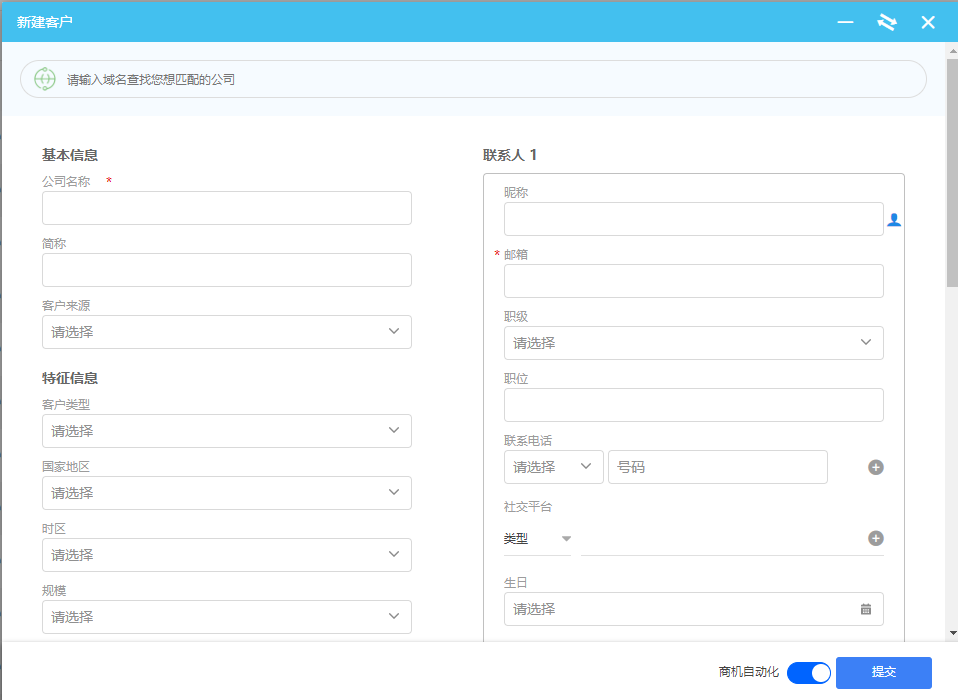 新建客户
请输入域名查找您想匹配的公司
基本信息
公司名称 *
简称
客户来源
请选择
特征信息
客户类型
请选择
国家地区
请选择
时区
请选择
规模
请选择
联系人 1
昵称
* 邮箱
职级
请选择
职位
联系电话
请选择 号码
社交平台
类型
生日
请选择
商机自动化 提交